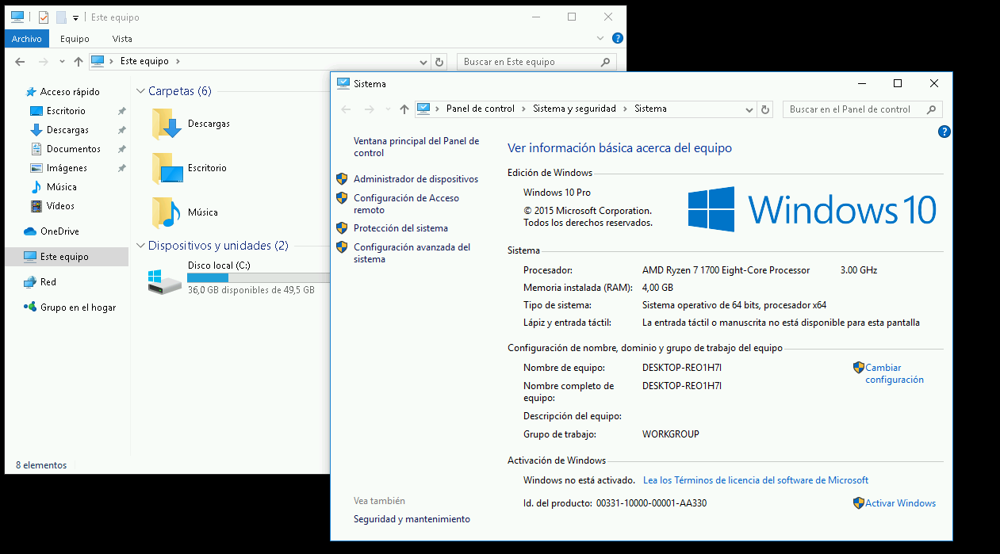 Este equipo
Archivo Equipo Vista
Este equipo
Buscar en Este equipo
Acceso rápido
Escritorio
Descargas
Documentos
Imágenes
Música
Vídeos
OneDrive
Este equipo
Red
Grupo en el hogar
Carpetas (6)
Descargas
Escritorio
Música
Dispositivos y unidades (2)
Disco local (C:)
36,0 GB disponibles de 49,5 GB
8 elementos
Sistema
Panel de control Sistema y seguridad Sistema
Buscar en el Panel de control
Ventana principal del Panel de
control
Administrador de dispositivos
Configuración de Acceso
remoto
Protección del sistema
Configuración avanzada del
sistema
Vea también
Seguridad y mantenimiento
Ver información básica acerca del equipo
Edición de Windows
Windows 10 Pro
© 2015 Microsoft Corporation.
Todos los derechos reservados.
Windows 10
Sistema
Procesador: AMD Ryzen 7 1700 Eight-Core Processor 3.00 GHz
Memoria instalada (RAM): 4,00 GB
Tipo de sistema: Sistema operativo de 64 bits, procesador x64
Lápiz y entrada táctil: La entrada táctil o manuscrita no está disponible para esta pantalla
Configuración de nombre, dominio y grupo de trabajo del equipo
Nombre de equipo: DESKTOP-REO1H7I
Cambiar
configuración
Nombre completo de
equipo: DESKTOP-REO1H7I
Descripción del equipo:
Grupo de trabajo: WORKGROUP
Activación de Windows
Windows no está activado. Lea los Términos de licencia del software de Microsoft
Id. del producto: 00331-10000-00001-AA330
Activar Windows